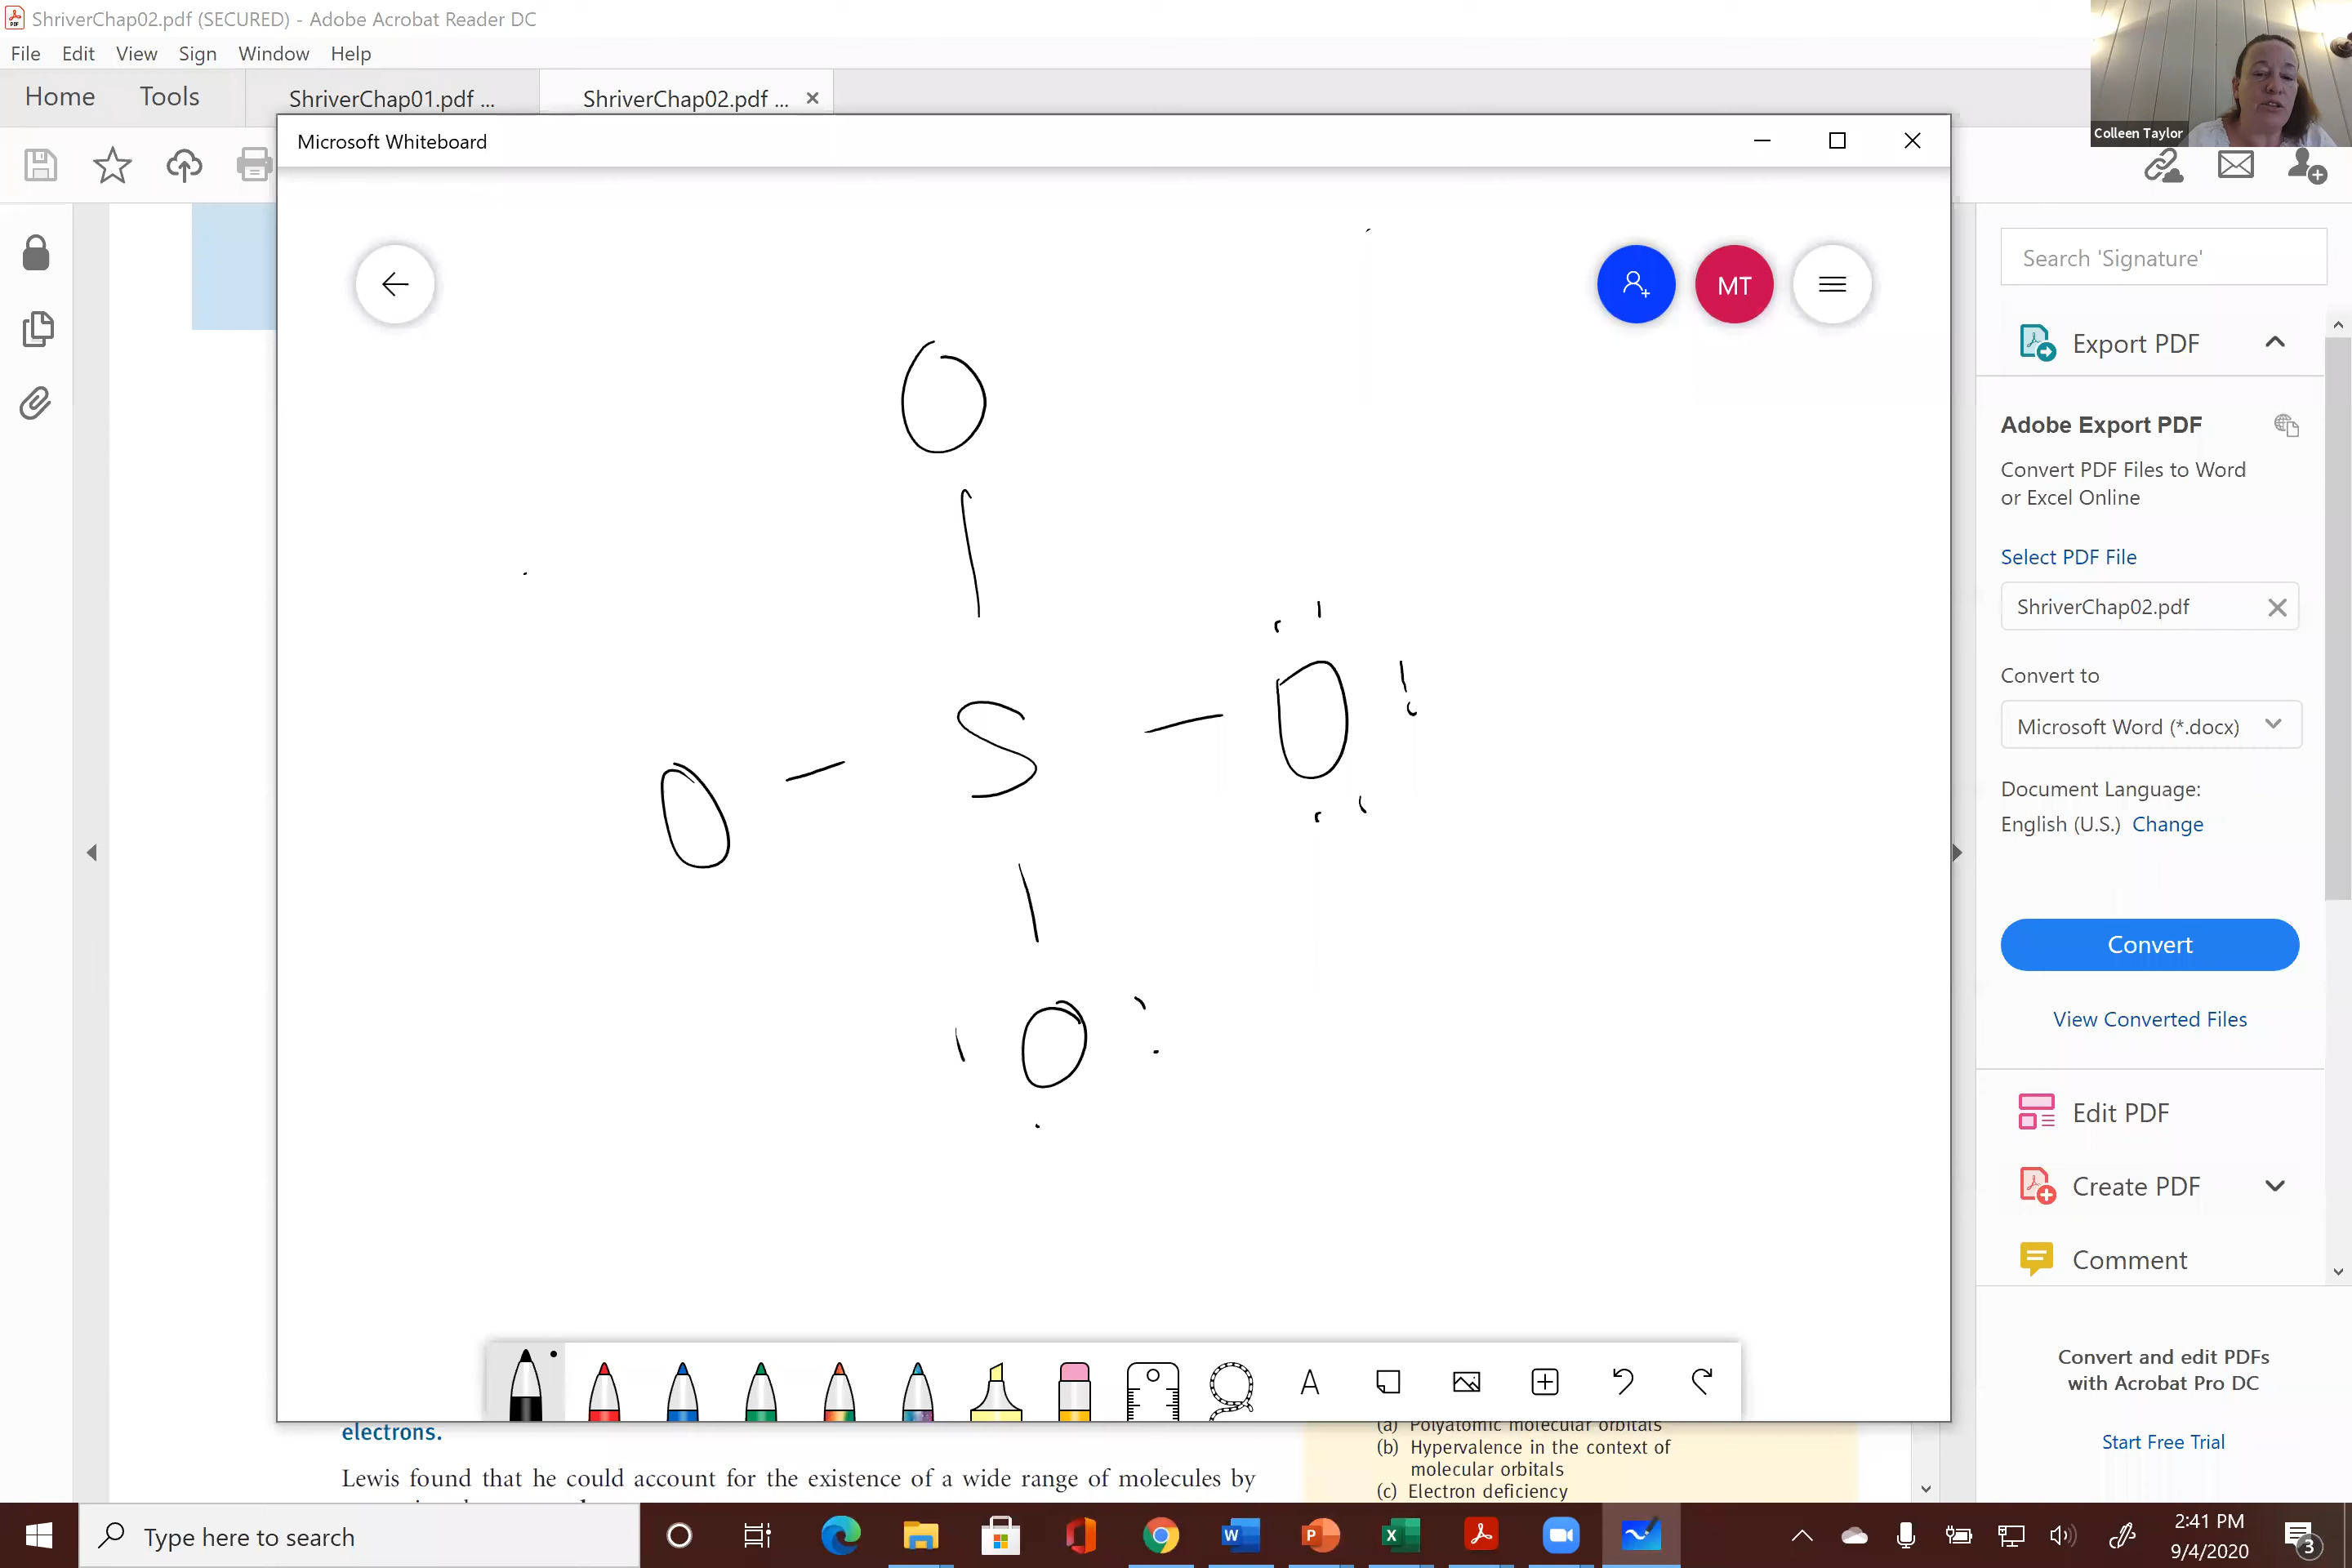 ShriverChap02.pdf (SECURED) - Adobe Acrobat Reader DC
File Edit View Sign Window Help
Home Tools ShriverChap01.pdf ... ShriverChap02.pdf ...
Colleen Taylor
Microsoft Whiteboard
MT
O
S
O
O
O
Search 'Signature'
Export PDF
Adobe Export PDF
Convert PDF Files to Word
or Excel Online
Select PDF File
ShriverChap02.pdf
Convert to
Microsoft Word (*.docx)
Document Language:
English (U.S.) Change
Convert
View Converted Files
Edit PDF
Create PDF
Comment
Convert and edit PDFs
with Acrobat Pro DC
Start Free Trial
electrons.
Lewis found that he could account for the existence of a wide range of molecules by
(a) Polyatomic molecular orbitals
(b) Hypervalence in the context of
molecular orbitals
(c) Electron deficiency
Type here to search
2:41 PM
9/4/2020
3